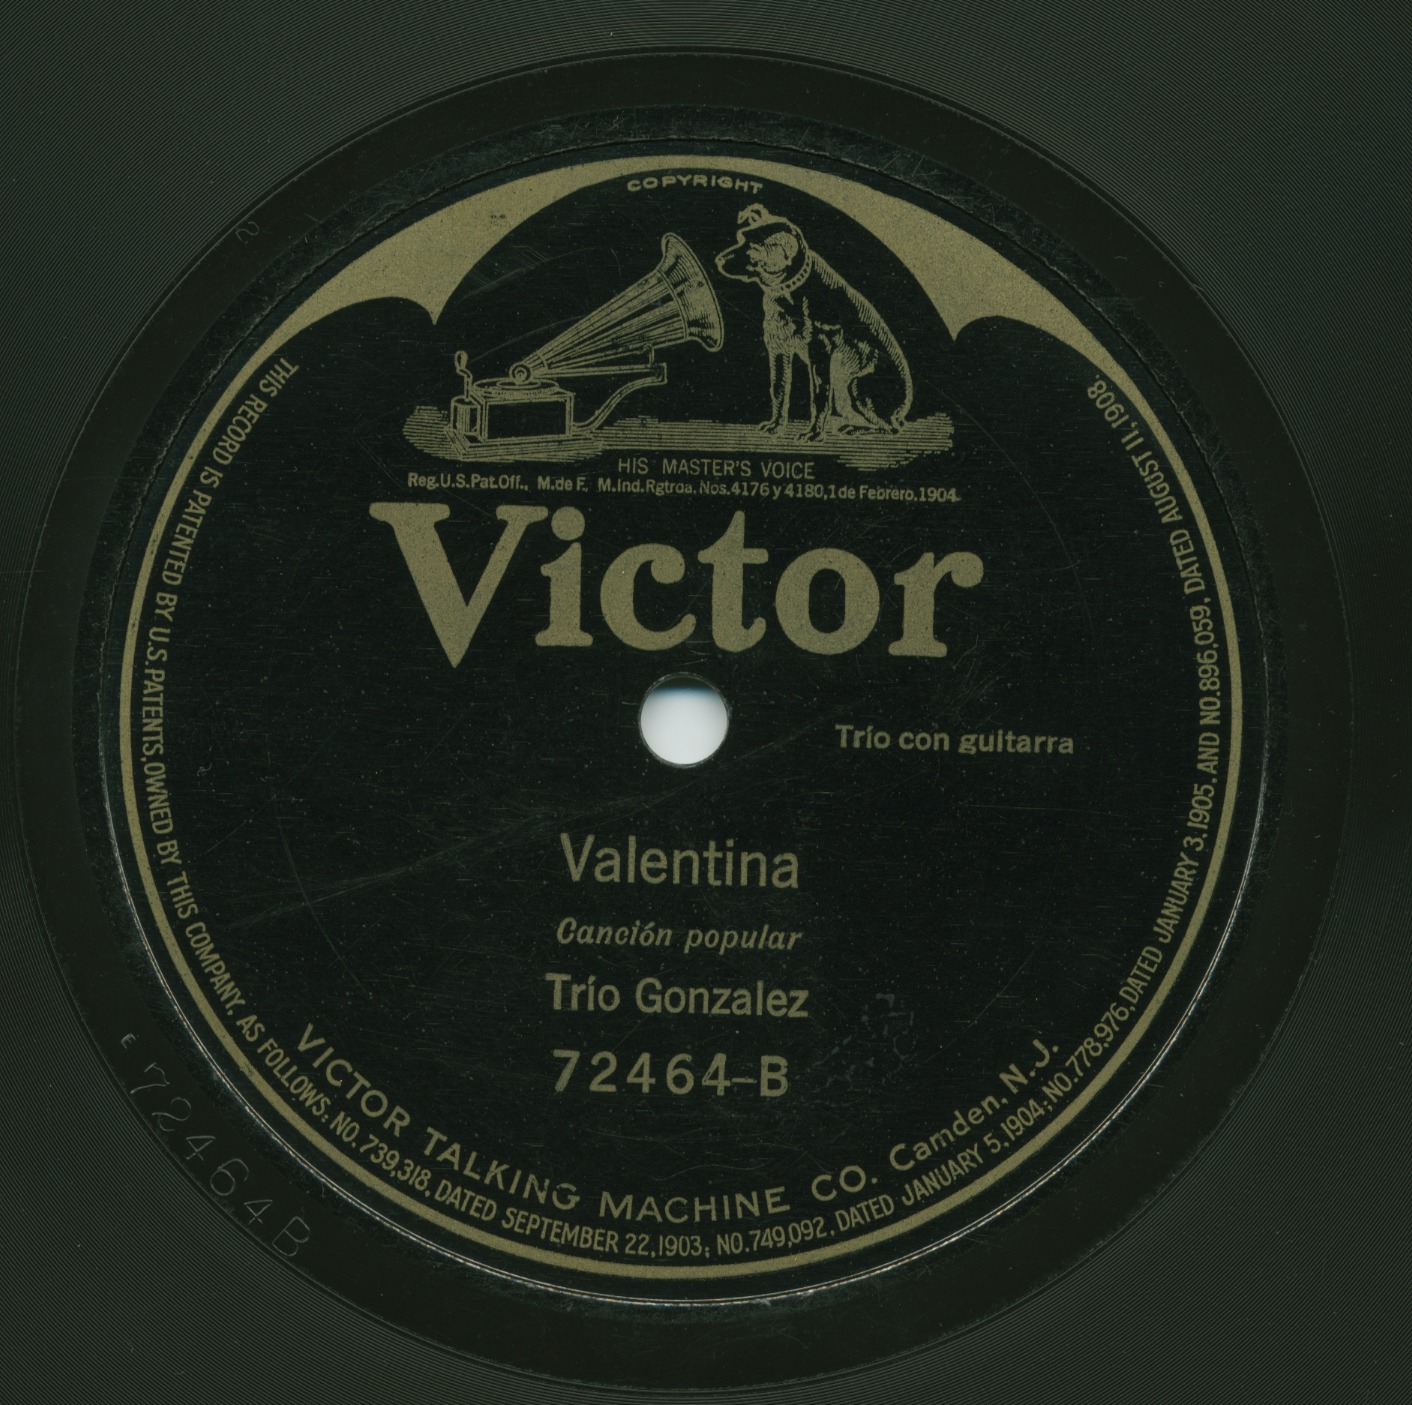 COPYRIGHT
HIS MASTER'S VOICE
Reg.U.S.Pat.Off., M.de F. M.Ind.Rgtrda. Nos.4176 y 4180,1 de Febrero.1904.
Victor
Trío con guitarra
Valentina
Canción popular
Trío Gonzalez
72464–B
VICTOR TALKING MACHINE CO. Camden, N.J.
THIS RECORD IS PATENTED BY U.S.PATENTS,OWNED BY THIS COMPANY, AS FOLLOWS. NO.739,318, DATED SEPTEMBER 22,1903; NO.749,092, DATED JANUARY 5,1904;NO.778,976, DATED JANUARY 3,1905, AND NO.896,059, DATED AUGUST 11,1908.
E 72464B
2